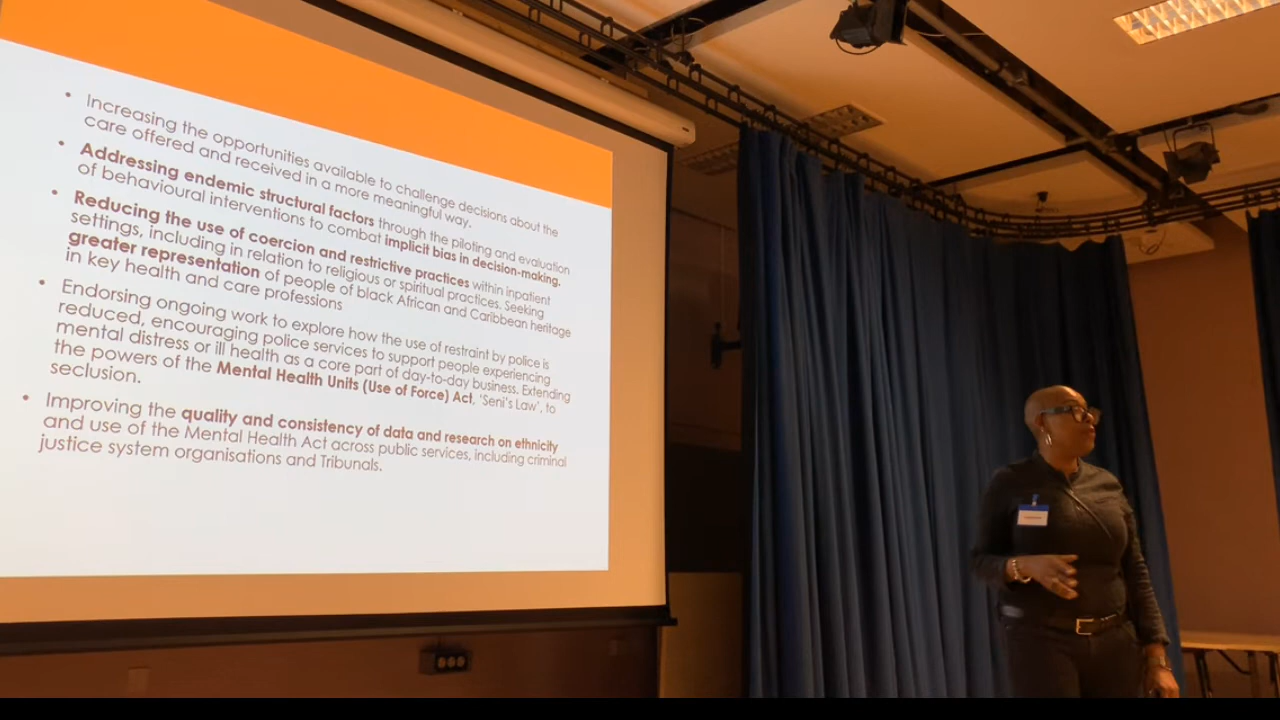 • Increasing the opportunities available to challenge decisions about the
care offered and received in a more meaningful way.
• Addressing endemic structural factors through the piloting and evaluation
of behavioural interventions to combat implicit bias in decision-making.
• Reducing the use of coercion and restrictive practices within inpatient
settings, including in relation to religious or spiritual practices. Seeking
greater representation of people of black African and Caribbean heritage
in key health and care professions
• Endorsing ongoing work to explore how the use of restraint by police is
reduced, encouraging police services to support people experiencing
mental distress or ill health as a core part of day-to-day business. Extending
the powers of the Mental Health Units (Use of Force) Act, ‘Seni’s Law’, to
seclusion.
• Improving the quality and consistency of data and research on ethnicity
and use of the Mental Health Act across public services, including criminal
justice system organisations and Tribunals.